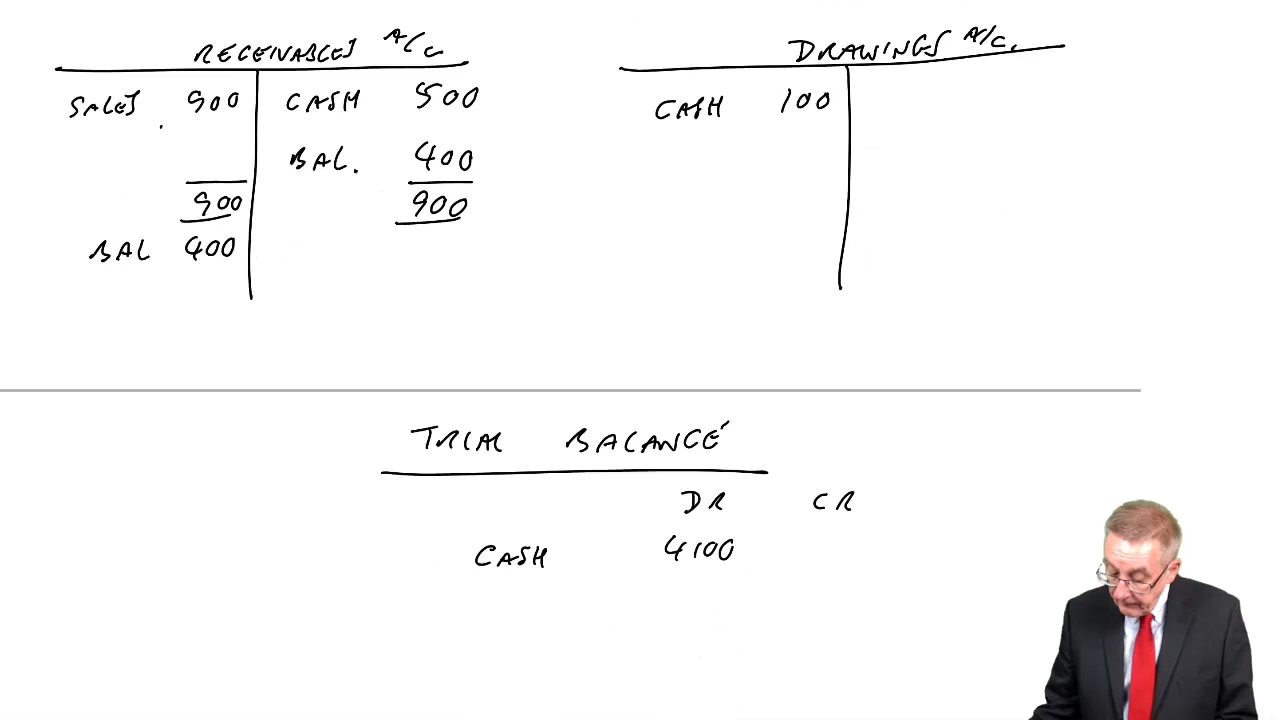 RECEIVABLES A/C
SALES 900 CASH 500
BAL. 400
900 900
BAL 400
DRAWINGS A/C.
CASH 100
TRIAL BALANCE
DR CR
CASH 4100